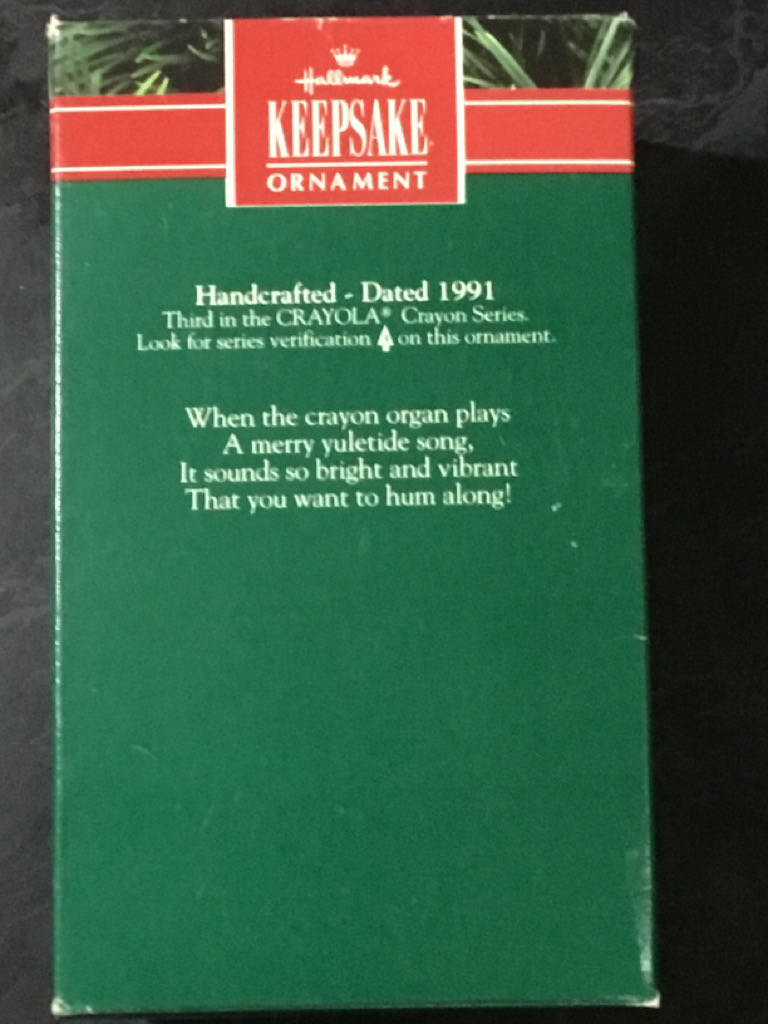 Hallmark
KEEPSAKE
ORNAMENT
Handcrafted - Dated 1991
Third in the CRAYOLA® Crayon Series.
Look for series verification on this ornament.
When the crayon organ plays
A merry yuletide song,
It sounds so bright and vibrant
That you want to hum along!